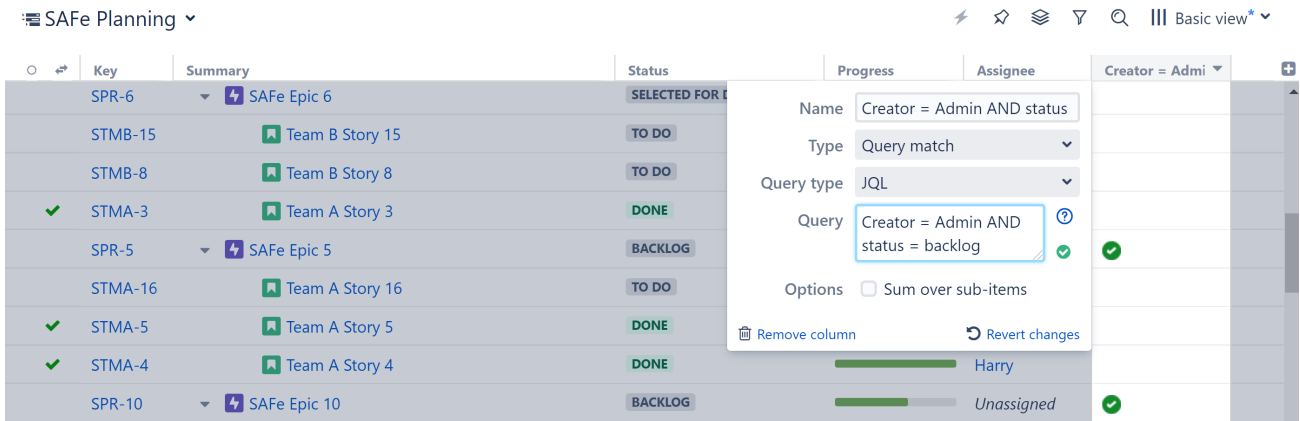 SAFe Planning
Basic view*
Key Summary Status Progress Assignee Creator = Admi
SPR-6 SAFe Epic 6 SELECTED FOR D
Name Creator = Admin AND status
STMB-15 Team B Story 15 TO DO
Type Query match
STMB-8 Team B Story 8 TO DO
Query type JQL
STMA-3 Team A Story 3 DONE
Query Creator = Admin AND
status = backlog
SPR-5 SAFe Epic 5 BACKLOG
STMA-16 Team A Story 16 TO DO
Options Sum over sub-items
STMA-5 Team A Story 5 DONE
Remove column Revert changes
STMA-4 Team A Story 4 DONE Harry
SPR-10 SAFe Epic 10 BACKLOG Unassigned